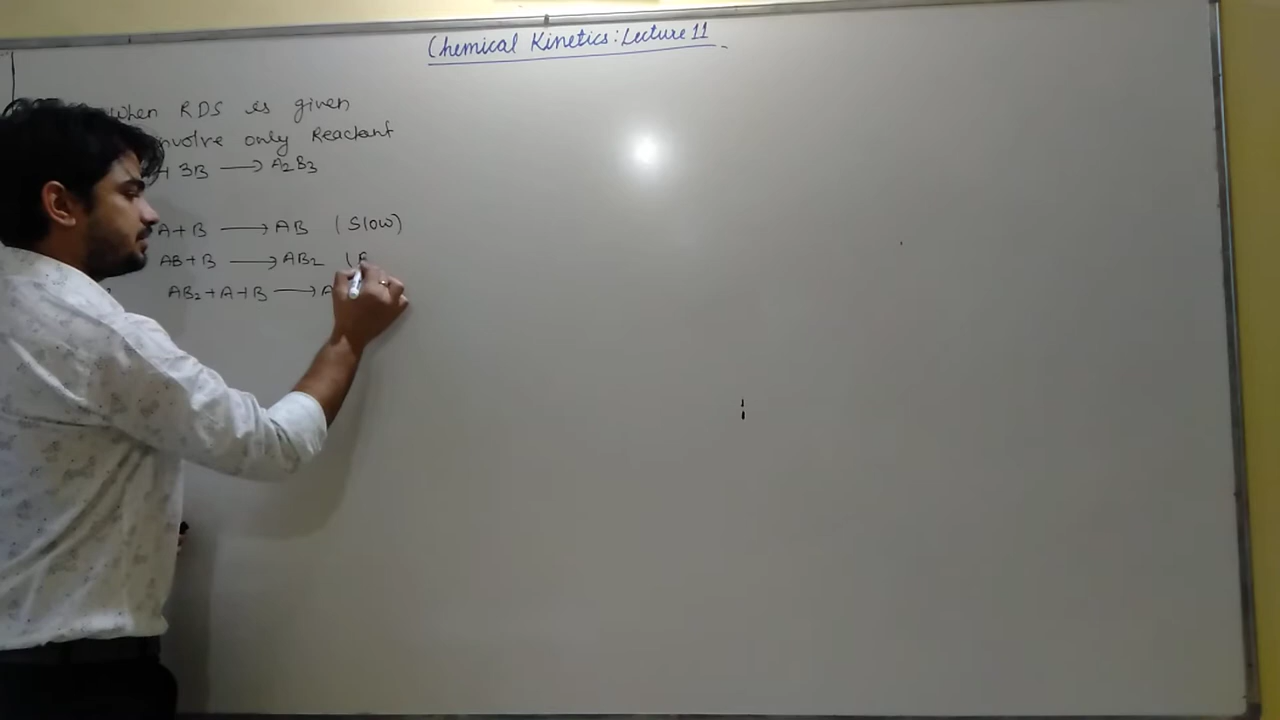 Chemical Kinetics: Lecture 11
When RDS is given
involve only Reactant
+ 3B ⟶ A₂B₃
A+B ⟶ AB (Slow)
AB+B ⟶ AB₂ (
AB₂+A+B ⟶ A